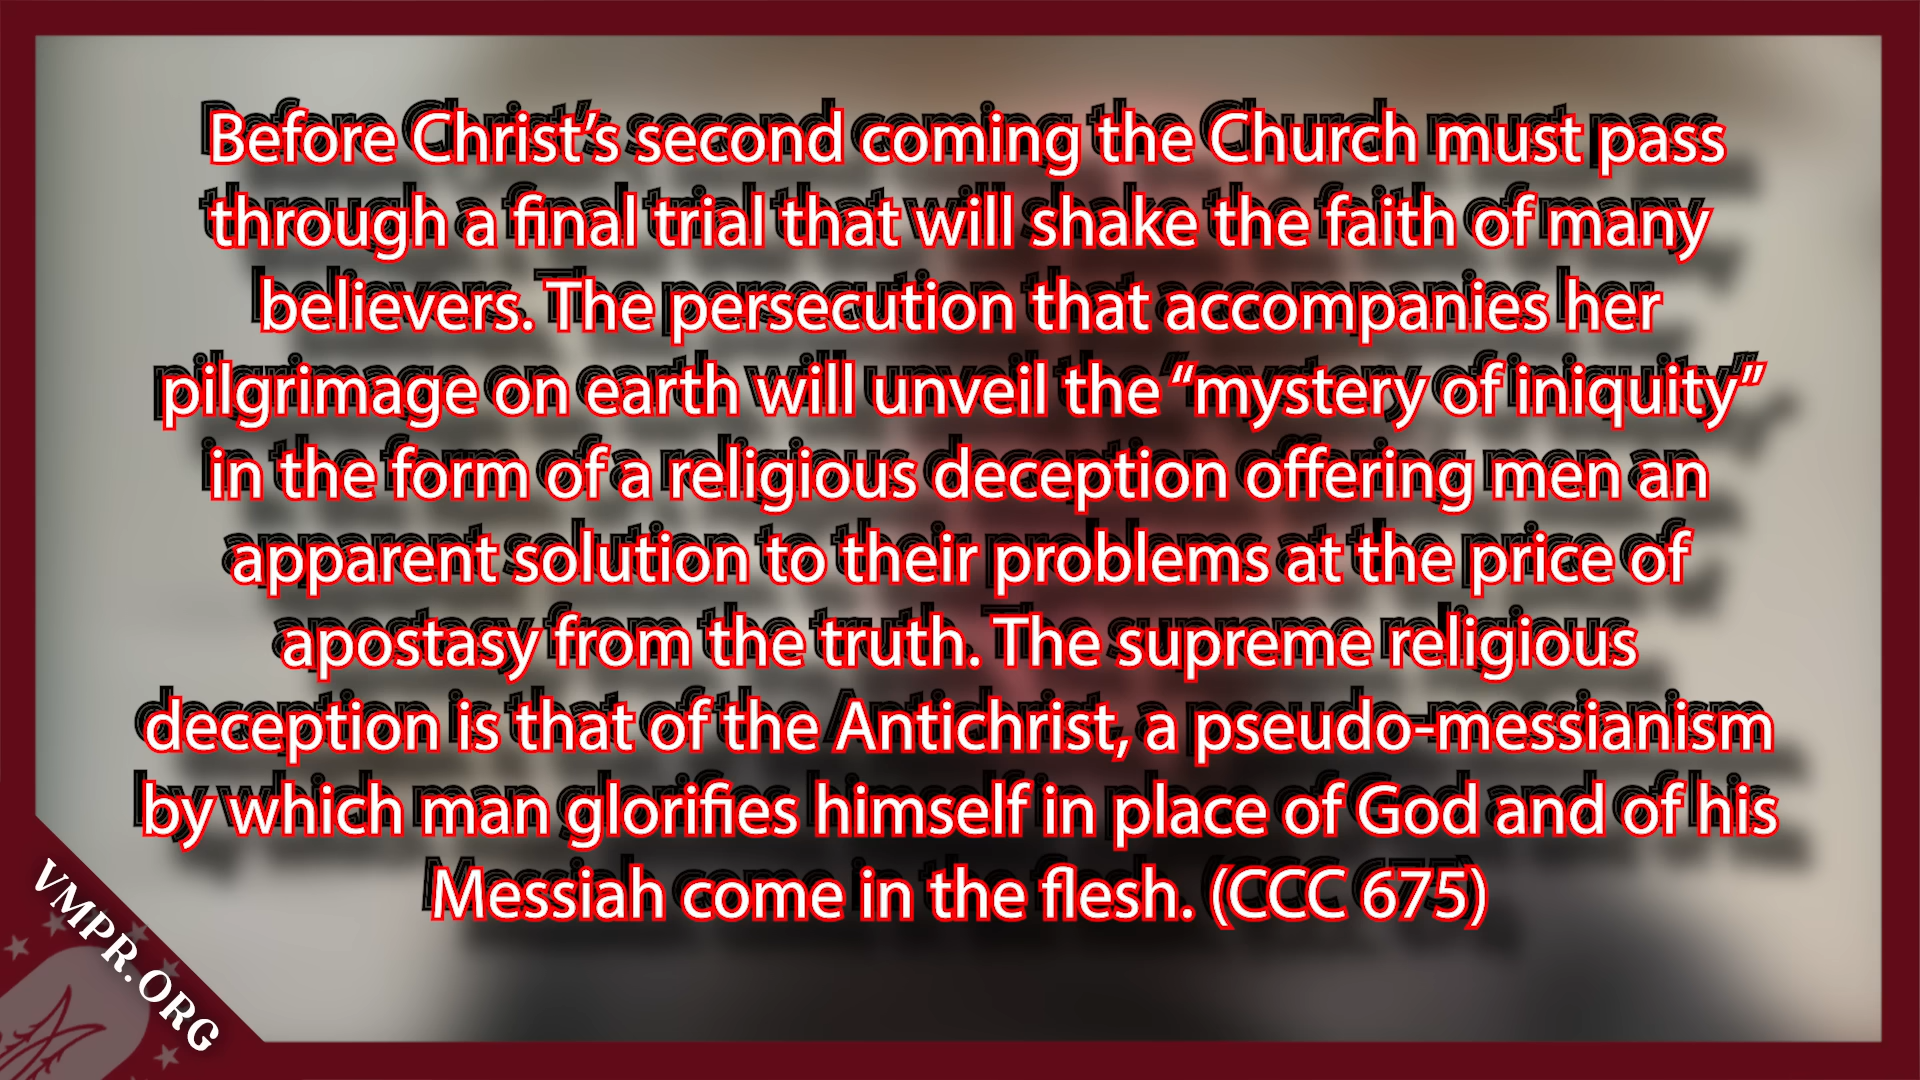 Before Christ’s second coming the Church must pass
through a final trial that will shake the faith of many
believers. The persecution that accompanies her
pilgrimage on earth will unveil the “mystery of iniquity”
in the form of a religious deception offering men an
apparent solution to their problems at the price of
apostasy from the truth. The supreme religious
deception is that of the Antichrist, a pseudo-messianism
by which man glorifies himself in place of God and of his
Messiah come in the flesh. (CCC 675)
VMPR.ORG